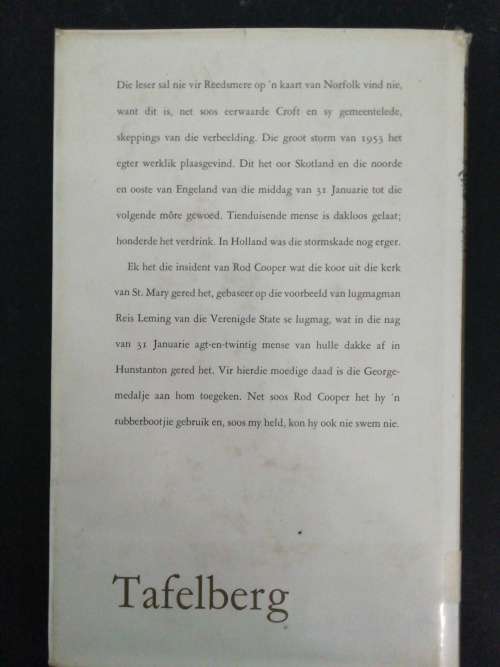 Die leser sal nie vir Reedsmere op 'n kaart van Norfolk vind nie,
want dit is, net soos eerwaarde Croft en sy gemeentelede,
skeppings van die verbeelding. Die groot storm van 1953 het
egter werklik plaasgevind. Dit het oor Skotland en die noorde
en ooste van Engeland van die middag van 31 Januarie tot die
volgende môre gewoed. Tienduisende mense is dakloos gelaat;
honderde het verdrink. In Holland was die stormskade nog erger.
Ek het die insident van Rod Cooper wat die koor uit die kerk
van St. Mary gered het, gebaseer op die voorbeeld van lugmagman
Reis Leming van die Verenigde State se lugmag, wat in die nag
van 31 Januarie agt-en-twintig mense van hulle dakke af in
Hunstanton gered het. Vir hierdie moedige daad is die George-
medalje aan hom toegeken. Net soos Rod Cooper het hy 'n
rubberbootjie gebruik en, soos my held, kon hy ook nie swem nie.
Tafelberg